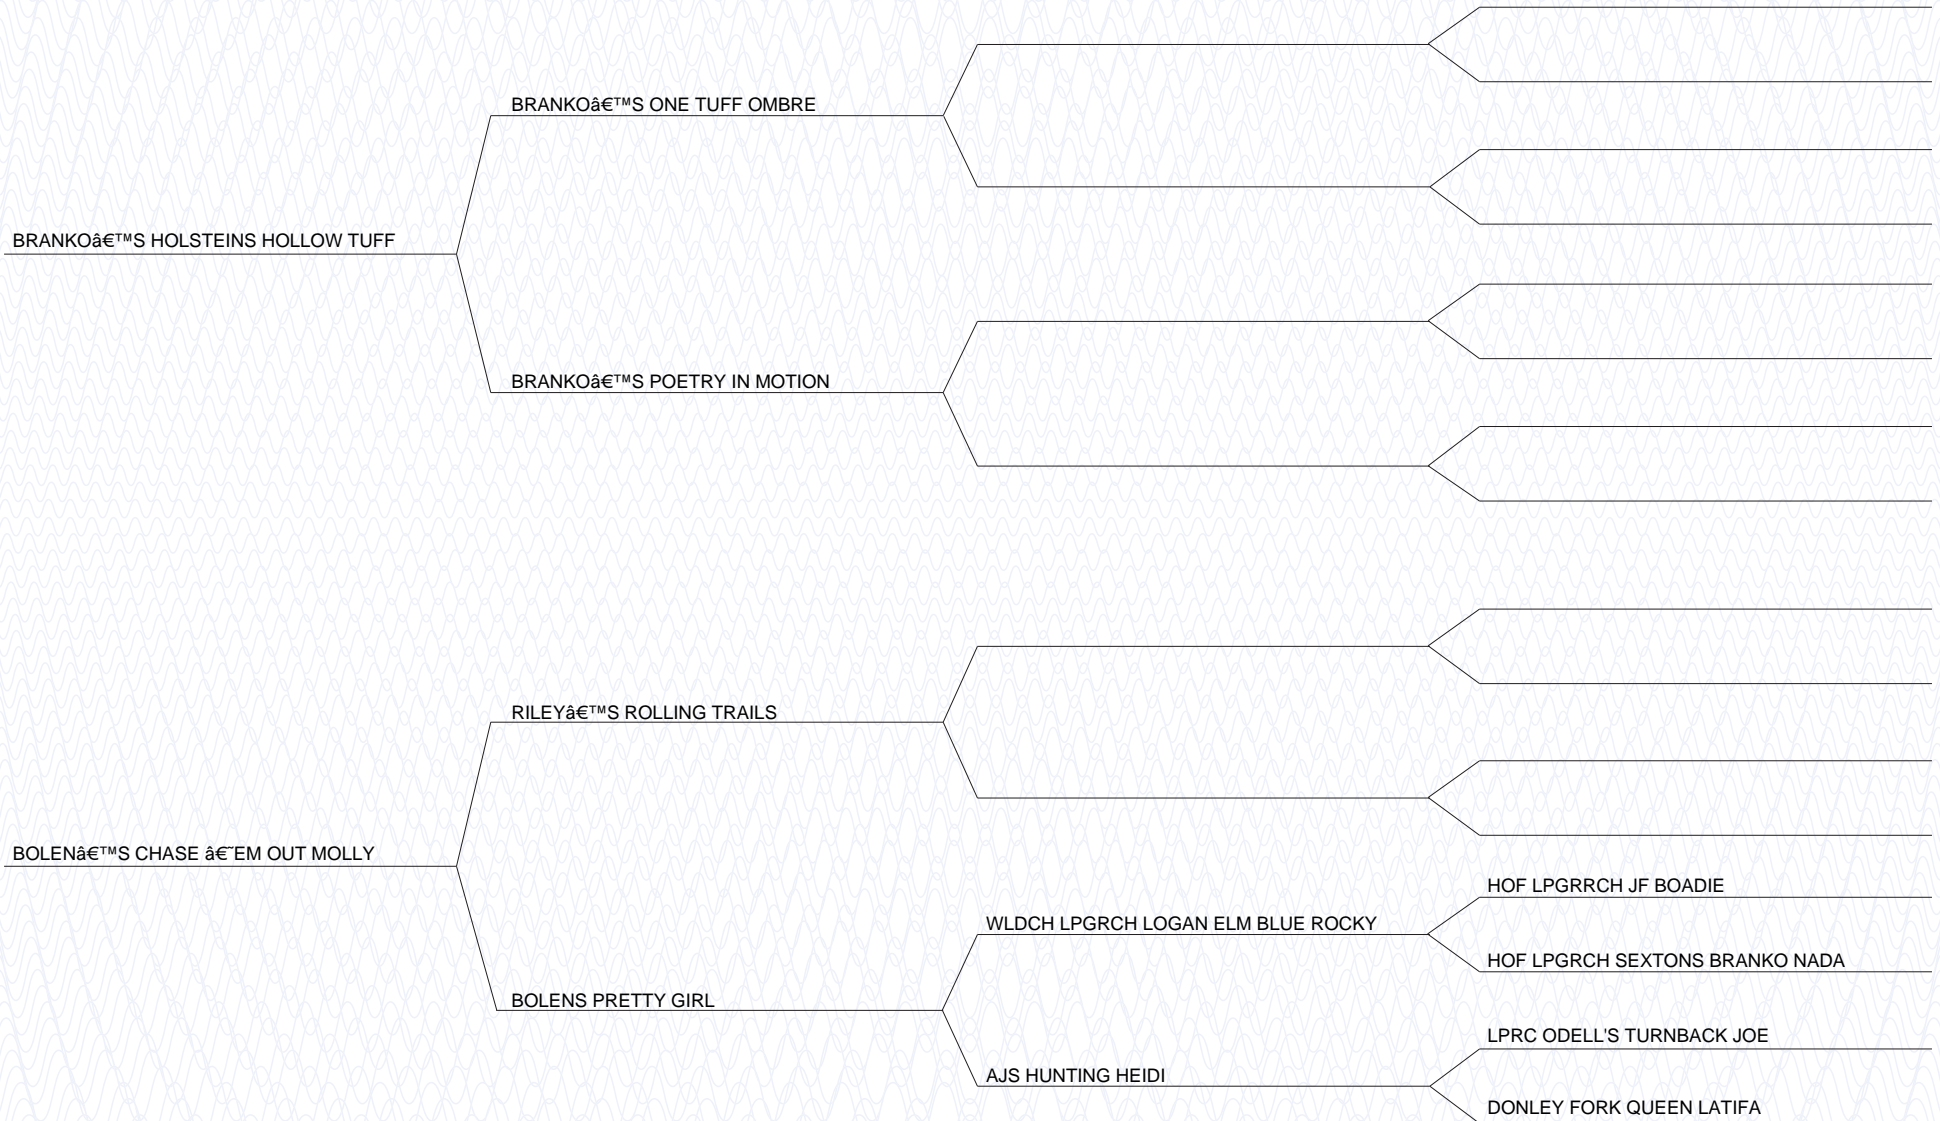 BRANKOâ€™S ONE TUFF OMBRE
BRANKOâ€™S HOLSTEINS HOLLOW TUFF
BRANKOâ€™S POETRY IN MOTION
RILEYâ€™S ROLLING TRAILS
BOLENâ€™S CHASE â€˜EM OUT MOLLY
HOF LPGRRCH JF BOADIE
WLDCH LPGRCH LOGAN ELM BLUE ROCKY
HOF LPGRCH SEXTONS BRANKO NADA
BOLENS PRETTY GIRL
LPRC ODELL'S TURNBACK JOE
AJS HUNTING HEIDI
DONLEY FORK QUEEN LATIFA